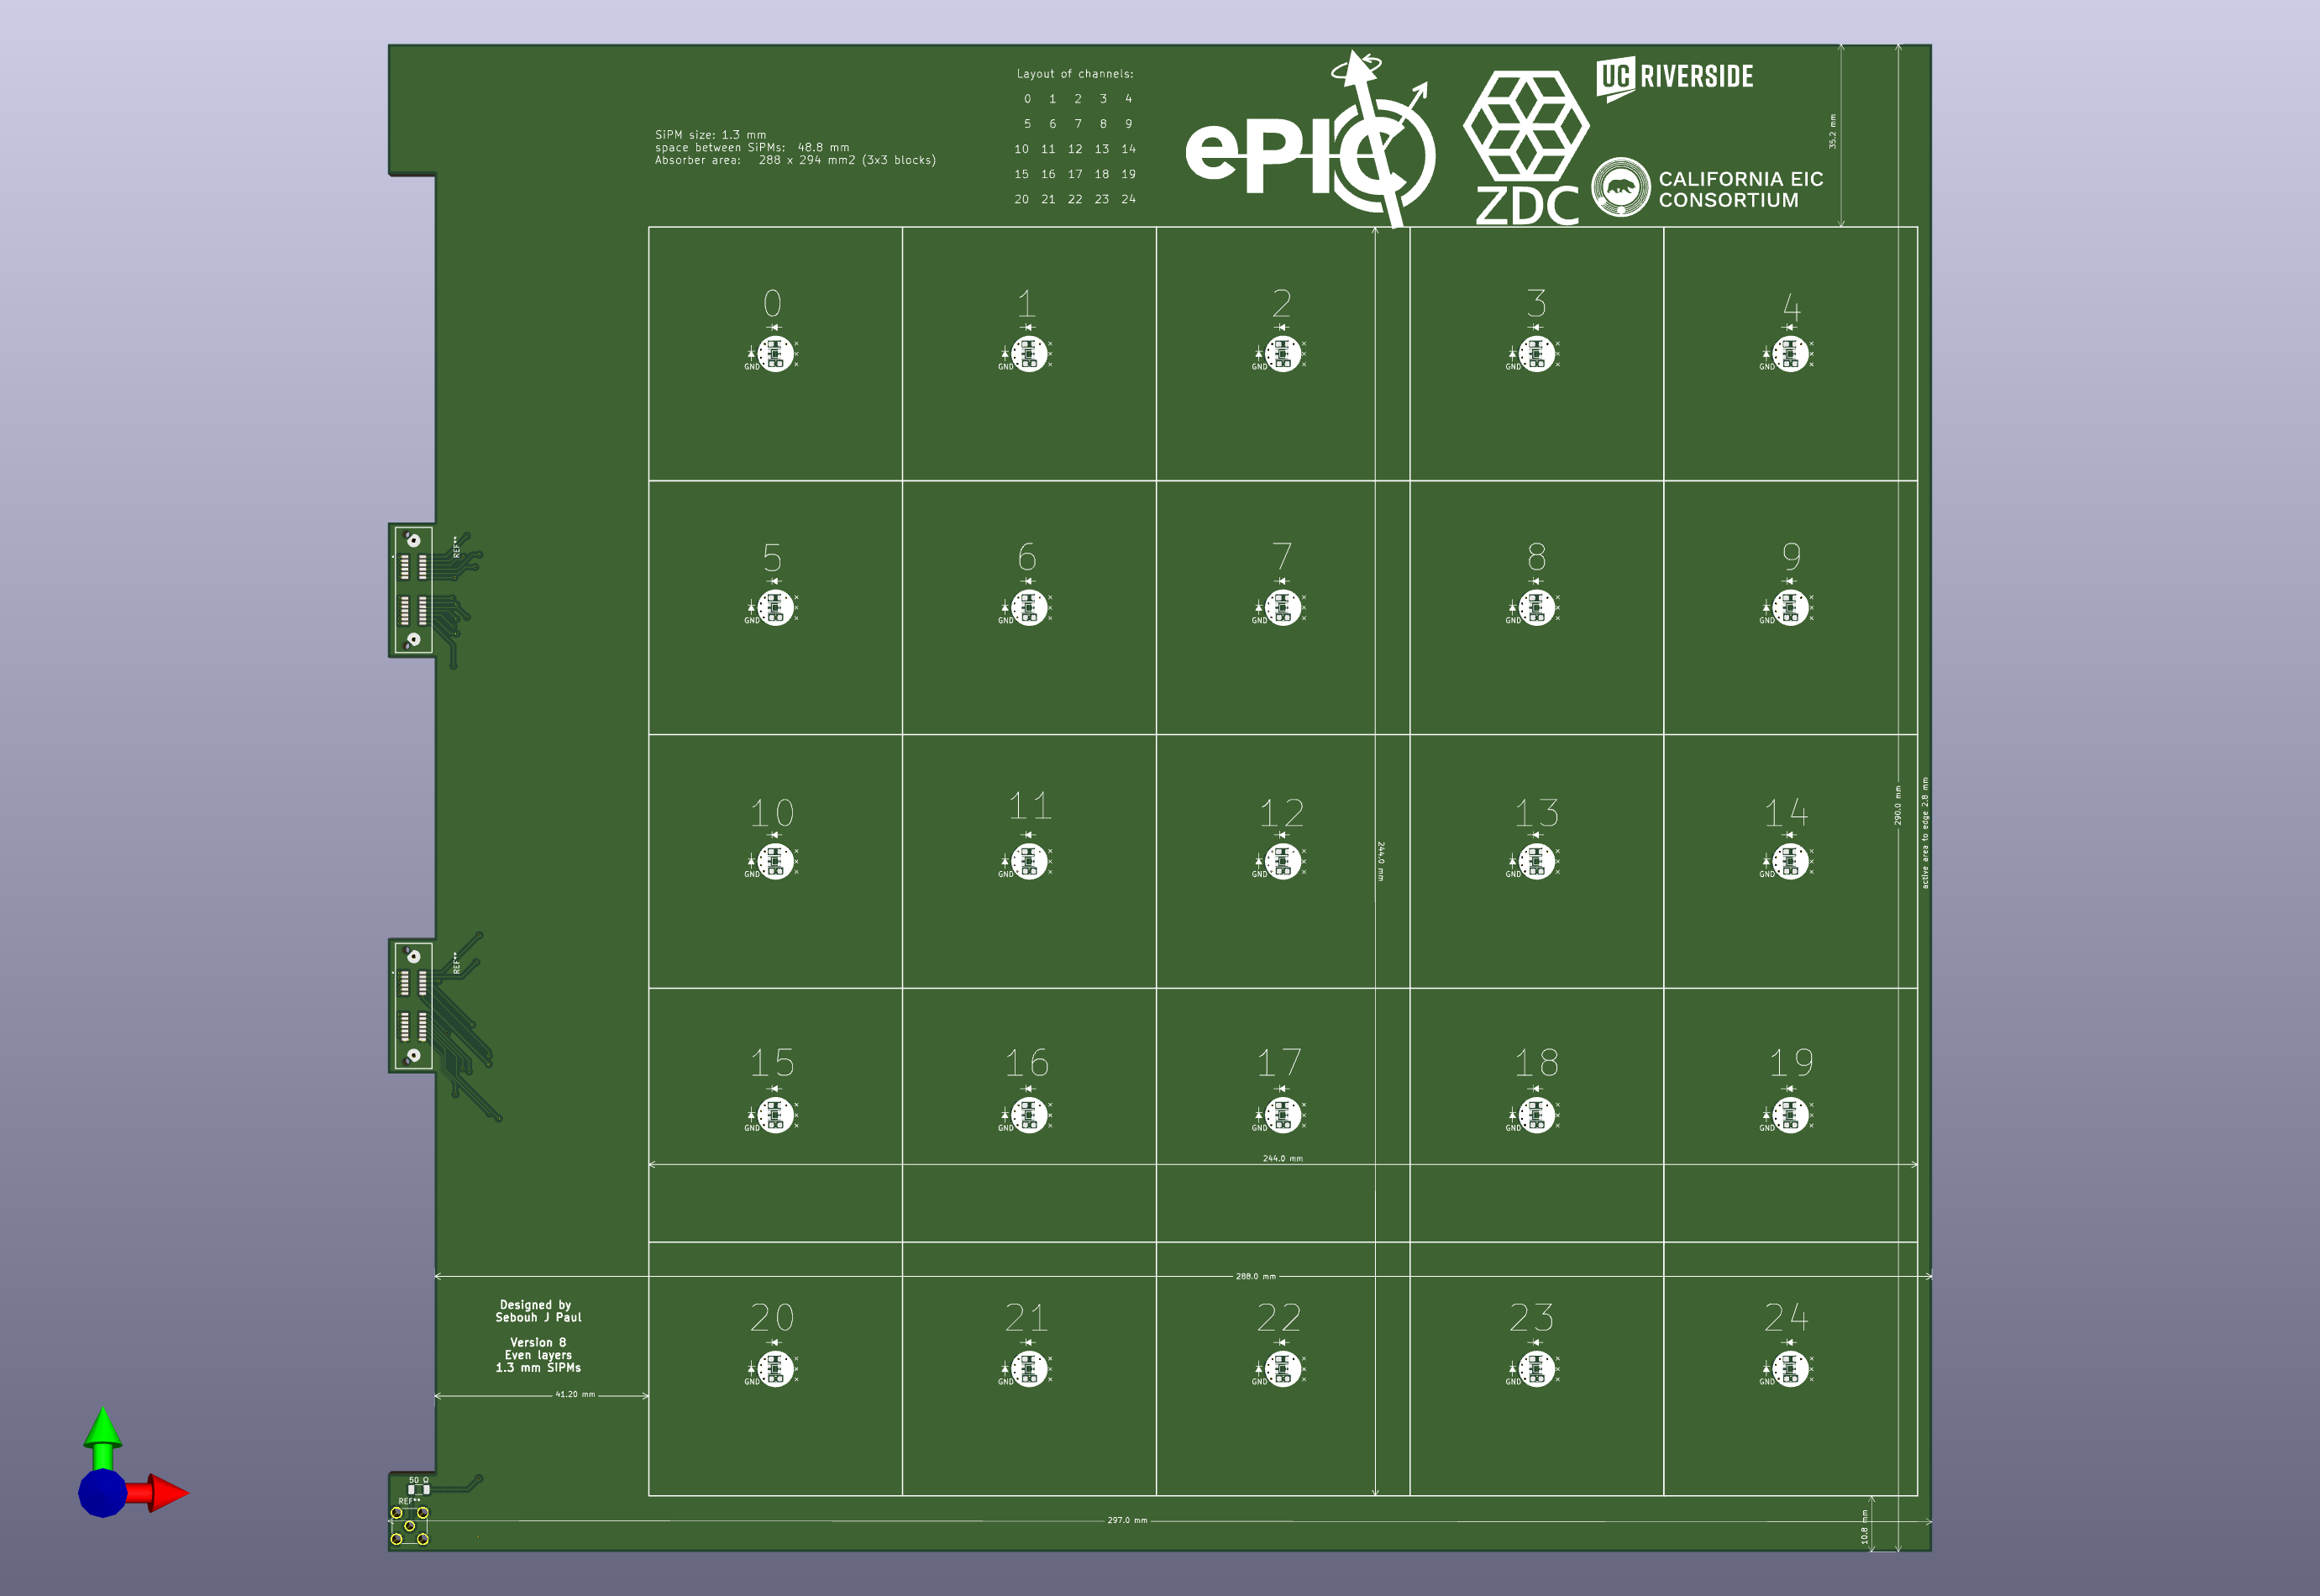 Layout of channels:
0 1 2 3 4
5 6 7 8 9
10 11 12 13 14
15 16 17 18 19
20 21 22 23 24
SiPM size: 1.3 mm
space between SiPMs: 48.8 mm
Absorber area: 288 x 294 mm2 (3x3 blocks)
ePIC
ZDC
UC RIVERSIDE
CALIFORNIA EIC
CONSORTIUM
35.2 mm
0 1 2 3 4
GND GND GND GND GND
REF**
5 6 7 8 9
GND GND GND GND GND
10 11 12 13 14
GND GND GND GND GND
244.0 mm
290.0 mm
active area to edge 2.8 mm
REF**
15 16 17 18 19
GND GND GND GND GND
244.0 mm
288.0 mm
Designed by
Sebouh J Paul
Version 8
Even layers
1.3 mm SiPMs
20 21 22 23 24
GND GND GND GND GND
41.20 mm
50 Ω
REF**
297.0 mm
10.8 mm